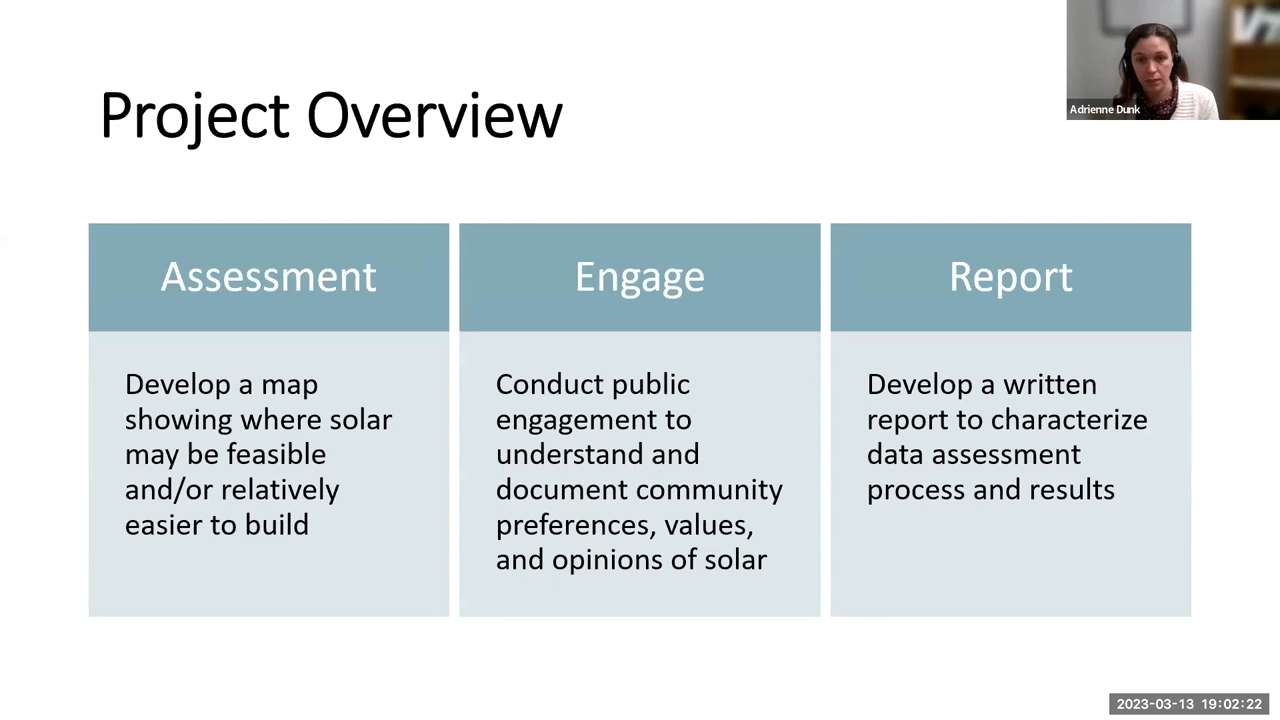 Project Overview
Adrienne Dunk
Assessment
Develop a map
showing where solar
may be feasible
and/or relatively
easier to build
Engage
Conduct public
engagement to
understand and
document community
preferences, values,
and opinions of solar
Report
Develop a written
report to characterize
data assessment
process and results
2023-03-13 19:02:22